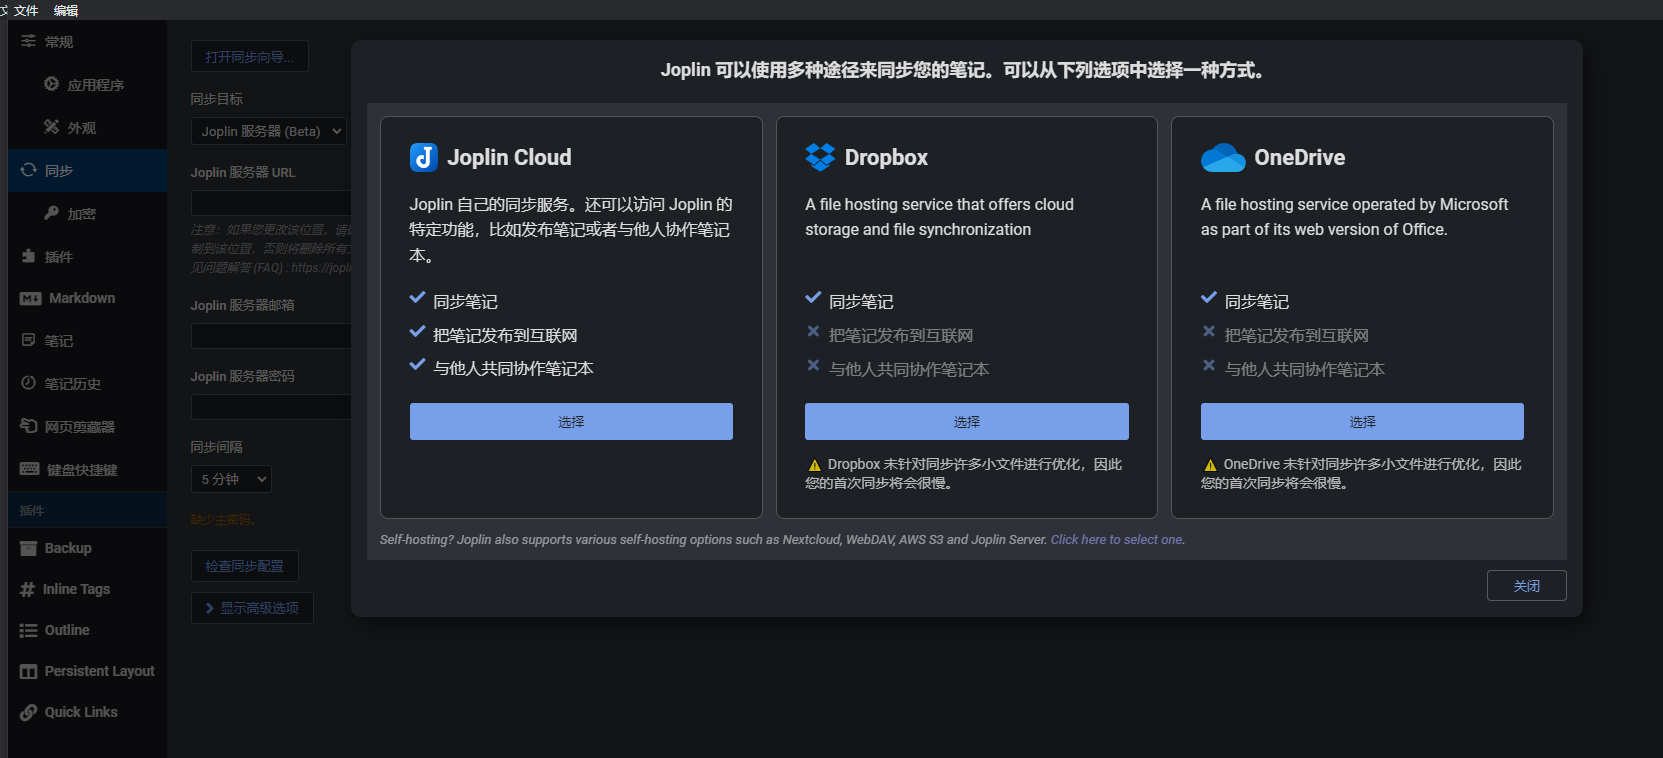 文件 编辑
常规
应用程序
外观
同步
加密
插件
Markdown
笔记
笔记历史
网页剪藏器
键盘快捷键
插件
Backup
Inline Tags
Outline
Persistent Layout
Quick Links
打开同步向导...
同步目标
Joplin 服务器 (Beta)
Joplin 服务器 URL
注意：如果您更改该位置，请
制到该位置，否则将删除所有
见问题解答 (FAQ)：https://jopli
Joplin 服务器邮箱
Joplin 服务器密码
同步间隔
5 分钟
缺少主密码。
检查同步配置
显示高级选项
Joplin 可以使用多种途径来同步您的笔记。可以从下列选项中选择一种方式。
Joplin Cloud
Joplin 自己的同步服务。还可以访问 Joplin 的
特定功能，比如发布笔记或者与他人协作笔记
本。
同步笔记
把笔记发布到互联网
与他人共同协作笔记本
选择
Dropbox
A file hosting service that offers cloud
storage and file synchronization
同步笔记
把笔记发布到互联网
与他人共同协作笔记本
选择
Dropbox 未针对同步许多小文件进行优化，因此
您的首次同步将会很慢。
OneDrive
A file hosting service operated by Microsoft
as part of its web version of Office.
同步笔记
把笔记发布到互联网
与他人共同协作笔记本
选择
OneDrive 未针对同步许多小文件进行优化，因此
您的首次同步将会很慢。
Self-hosting? Joplin also supports various self-hosting options such as Nextcloud, WebDAV, AWS S3 and Joplin Server. Click here to select one.
关闭